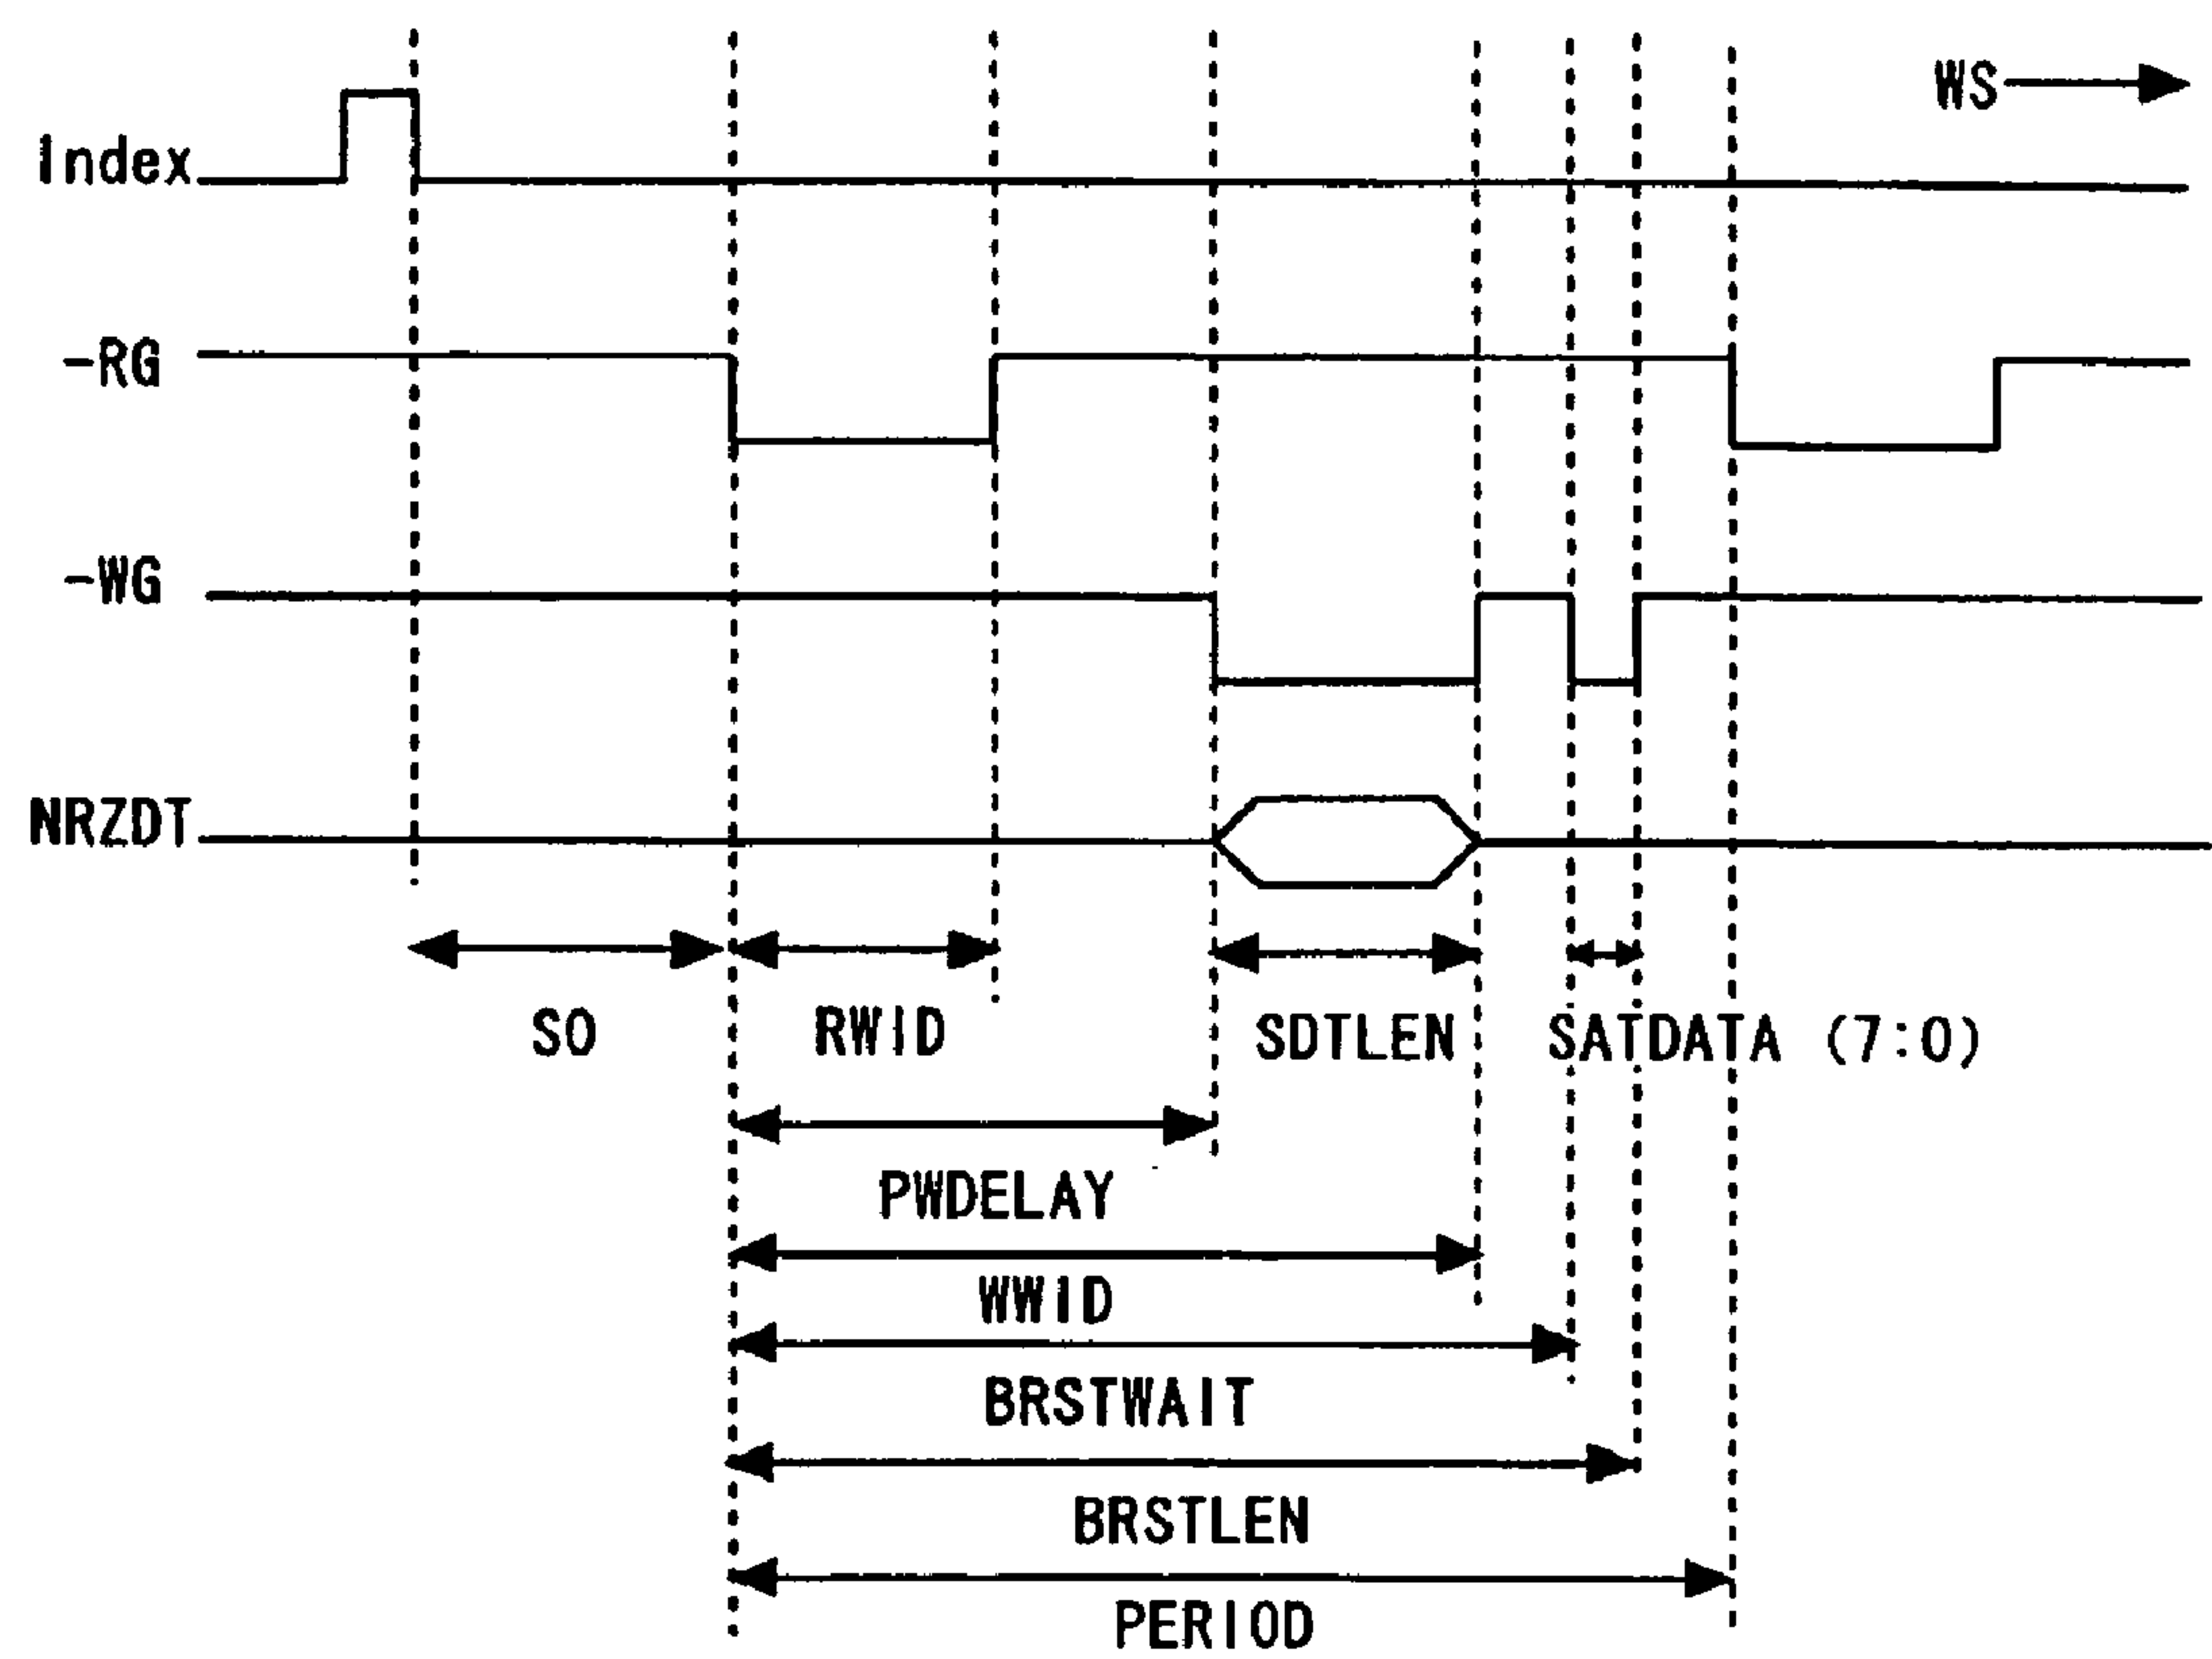 WS
Index
-RG
-WG
NRZDT
SO
RWID
SDTLEN
SATDATA (7:0)
PWDELAY
WWID
BRSTWAIT
BRSTLEN
PERIOD